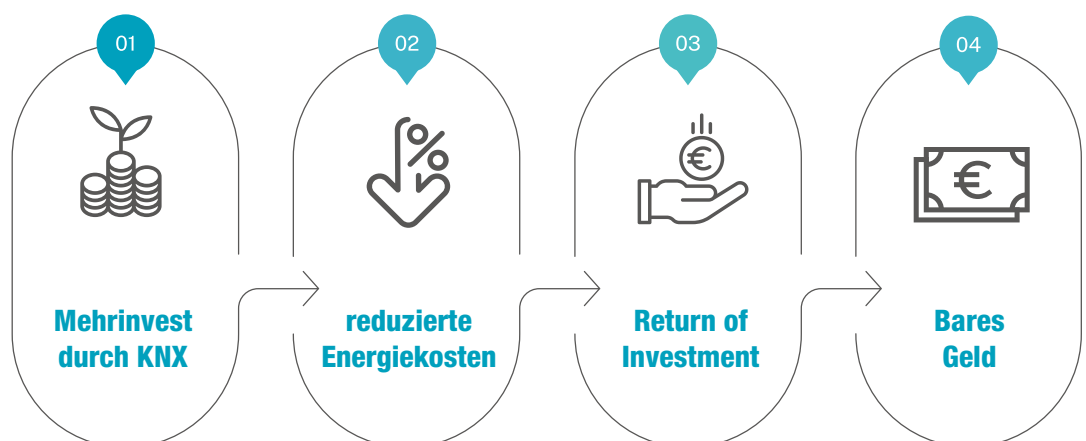 01
02
03
04
%
€
€
Mehrinvest
durch KNX
reduzierte
Energiekosten
Return of
Investment
Bares
Geld